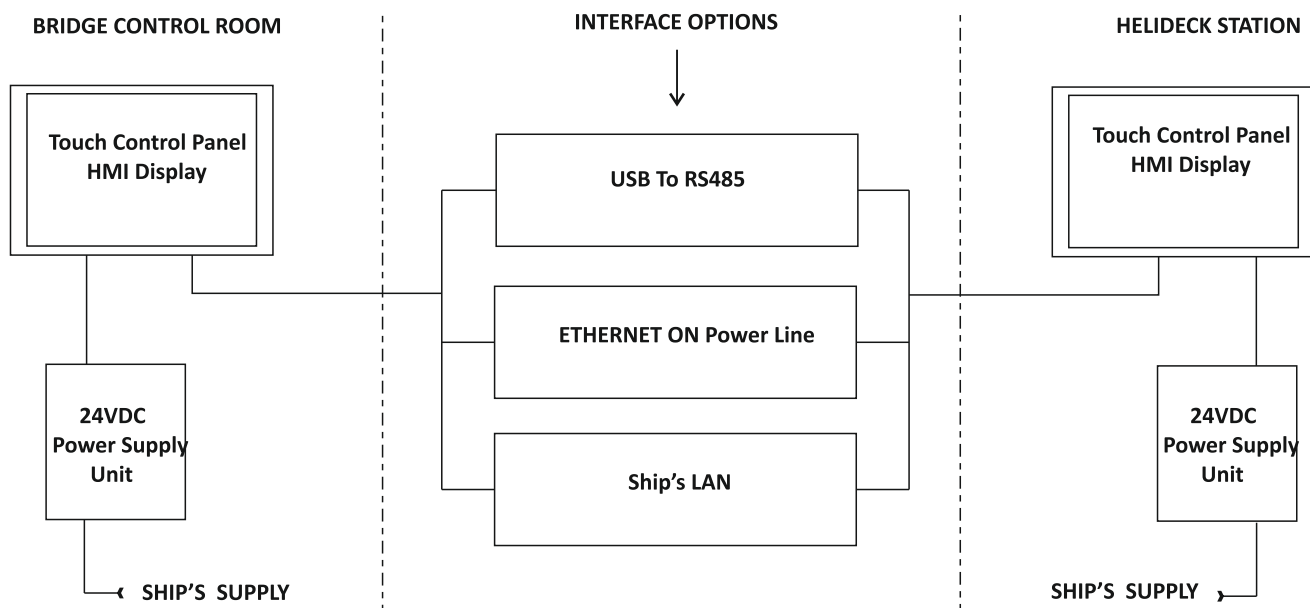 BRIDGE CONTROL ROOM
INTERFACE OPTIONS
HELIDECK STATION
Touch Control Panel
HMI Display
USB To RS485
ETHERNET ON Power Line
Ship's LAN
Touch Control Panel
HMI Display
24VDC
Power Supply
Unit
24VDC
Power Supply
Unit
SHIP'S SUPPLY
SHIP'S SUPPLY